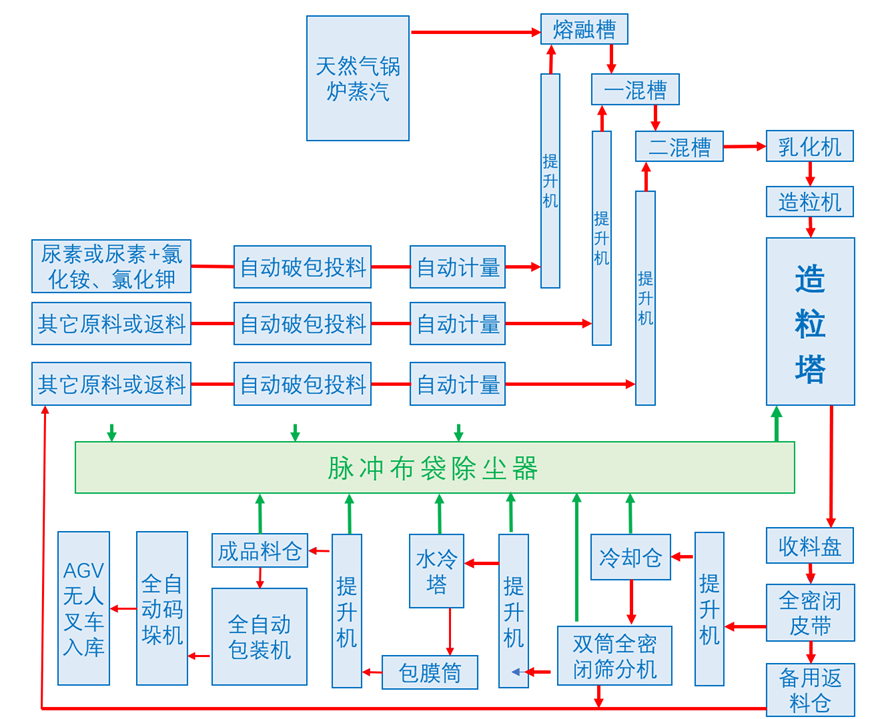 天然气锅
炉蒸汽
熔融槽
一混槽
二混槽
乳化机
造粒机
造
粒
塔
提
升
机
提
升
机
提
升
机
尿素或尿素+氯
化铵、氯化钾
自动破包投料
自动计量
其它原料或返料
自动破包投料
自动计量
其它原料或返料
自动破包投料
自动计量
脉冲布袋除尘器
AGV
无人
叉车
入库
全自
动码
垛机
成品料仓
全自动
包装机
提
升
机
水冷
塔
包膜筒
提
升
机
冷却仓
双筒全密
闭筛分机
提
升
机
收料盘
全密闭
皮带
备用返
料仓